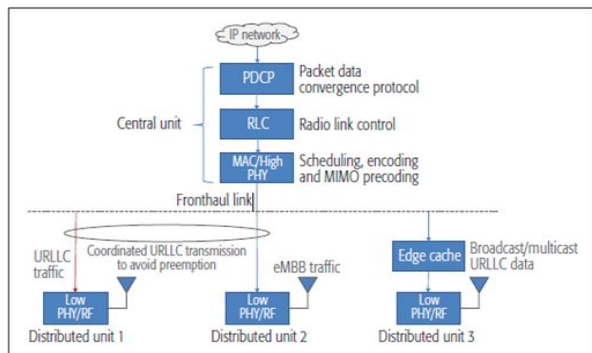 IP network
PDCP
Packet data
convergence protocol
Central unit
RLC
Radio link control
MAC/High
PHY
Scheduling, encoding
and MIMO precoding
Fronthaul link
URLLC
traffic
Coordinated URLLC transmission
to avoid preemption
eMBB traffic
Edge cache
Broadcast/multicast
URLLC data
Low
PHY/RF
Low
PHY/RF
Low
PHY/RF
Distributed unit 1
Distributed unit 2
Distributed unit 3